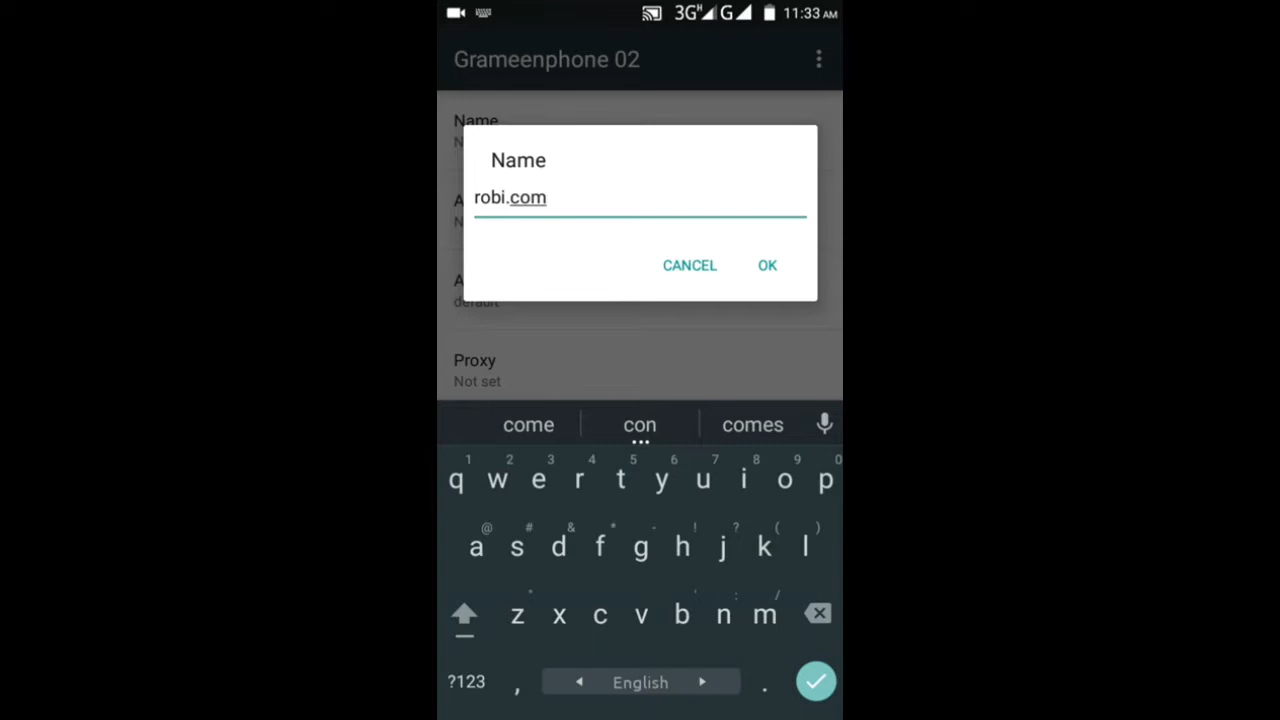 3G H G 11:33 AM
Grameenphone 02
Name
N
Name
robi.com
A
N
CANCEL OK
A
default
Proxy
Not set
come con comes
1 2 3 4 5 6 7 8 9 0
q w e r t y u i o p
@ # & * - ! ? ( )
a s d f g h j k l
" ' : /
z x c v b n m
?123 , English .